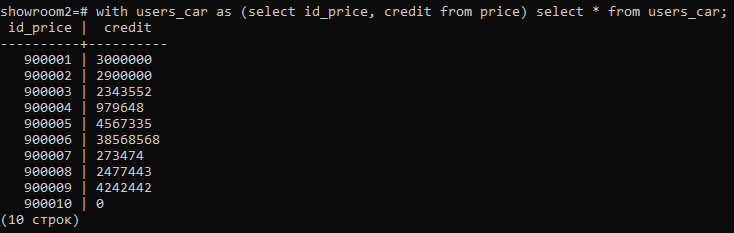 showroom2=# with users_car as (select id_price, credit from price) select * from users_car;
 id_price |  credit
----------+----------
   900001 | 3000000
   900002 | 2900000
   900003 | 2343552
   900004 | 979648
   900005 | 4567335
   900006 | 38568568
   900007 | 273474
   900008 | 2477443
   900009 | 4242442
   900010 | 0
(10 строк)